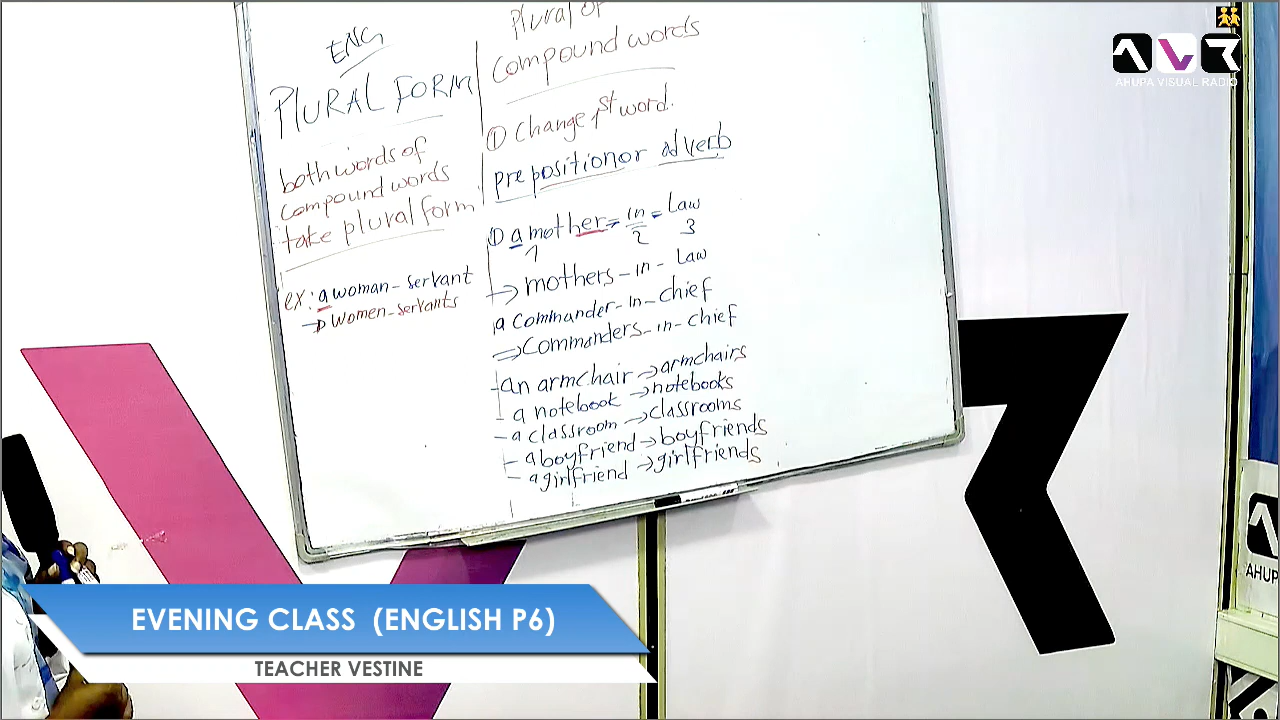 ENG
PLURAL FORM
both words of
compound words
take plural form
ex: a woman-servant
→ women-servants
Plural of
compound words
① change 1st word.
preposition or adverb
① a mother-in-Law
1 2 3
→ mothers-in-Law
a Commander-in-chief
⇒ Commanders-in-chief
- an armchair → armchairs
- a notebook → notebooks
- a classroom → classrooms
- a boyfriend → boyfriends
- a girlfriend → girlfriends
AHUPA VISUAL RADIO
AHUPA
EVENING CLASS (ENGLISH P6)
TEACHER VESTINE